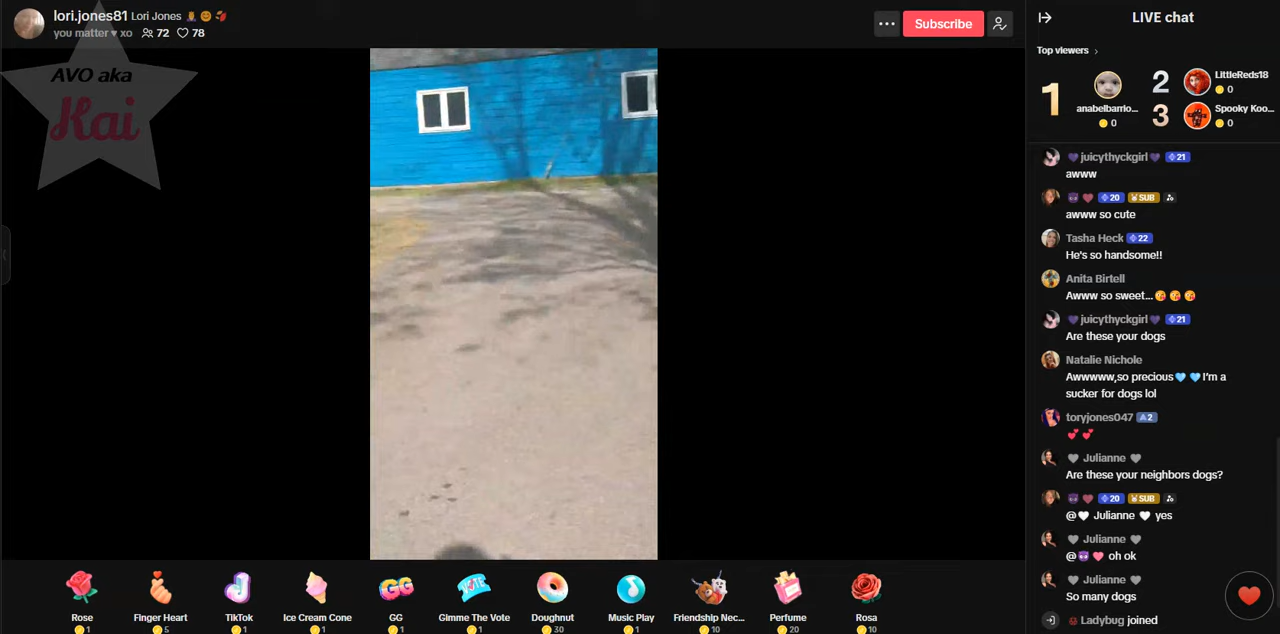 lori.jones81 Lori Jones
you matter ♥ xo 72 78
Subscribe
AVO aka
Kai
LIVE chat
Top viewers ›
1 anabelbarrio... 0
2 LittleReds18 0
3 Spooky Koo... 0
💜juicythyckgirl💜 21
awww
😈💗 20 SUB
awww so cute
Tasha Heck 22
He's so handsome!!
Anita Birtell
Awww so sweet...😘😘😘
💜juicythyckgirl💜 21
Are these your dogs
Natalie Nichole
Awwwww,so precious🩵🩵I'm a
sucker for dogs lol
toryjones047 2
💕💕
🤍 Julianne 🤍
Are these your neighbors dogs?
😈💗 20 SUB
@🤍 Julianne 🤍 yes
🤍 Julianne 🤍
@😈💗 oh ok
🤍 Julianne 🤍
So many dogs
🐞 Ladybug joined
Rose Finger Heart TikTok Ice Cream Cone GG Gimme The Vote Doughnut Music Play Friendship Nec... Perfume Rosa
1 5 1 1 1 1 30 1 10 20 10